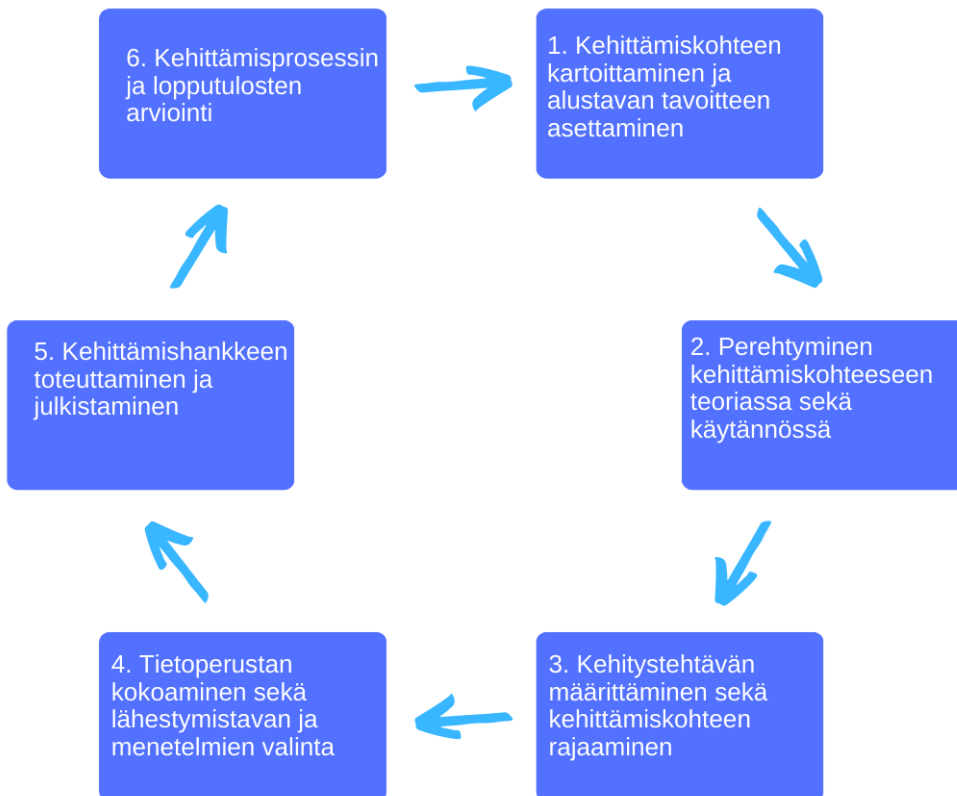 6. Kehittämisprosessin
ja lopputulosten
arviointi
1. Kehittämiskohteen
kartoittaminen ja
alustavan tavoitteen
asettaminen
5. Kehittämishankkeen
toteuttaminen ja
julkistaminen
2. Perehtyminen
kehittämiskohteeseen
teoriassa sekä
käytännössä
4. Tietoperustan
kokoaminen sekä
lähestymistavan ja
menetelmien valinta
3. Kehitystehtävän
määrittäminen sekä
kehittämiskohteen
rajaaminen